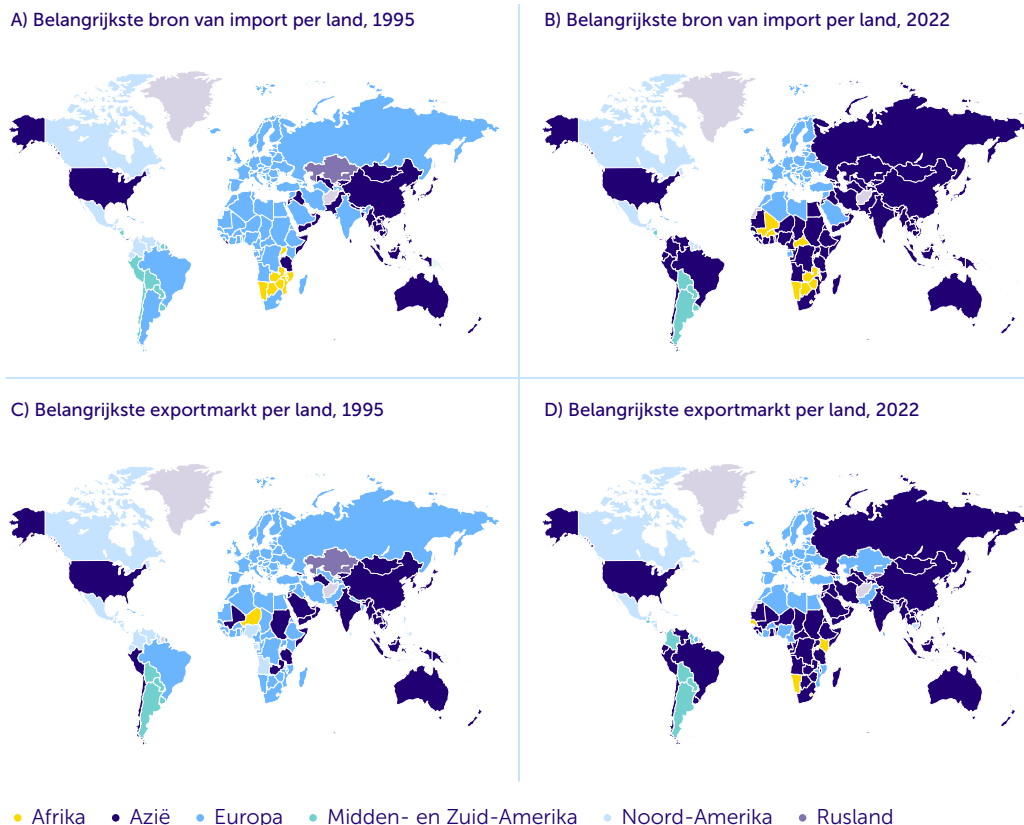 A) Belangrijkste bron van import per land, 1995
B) Belangrijkste bron van import per land, 2022
C) Belangrijkste exportmarkt per land, 1995
D) Belangrijkste exportmarkt per land, 2022
Afrika Azië Europa Midden- en Zuid-Amerika Noord-Amerika Rusland